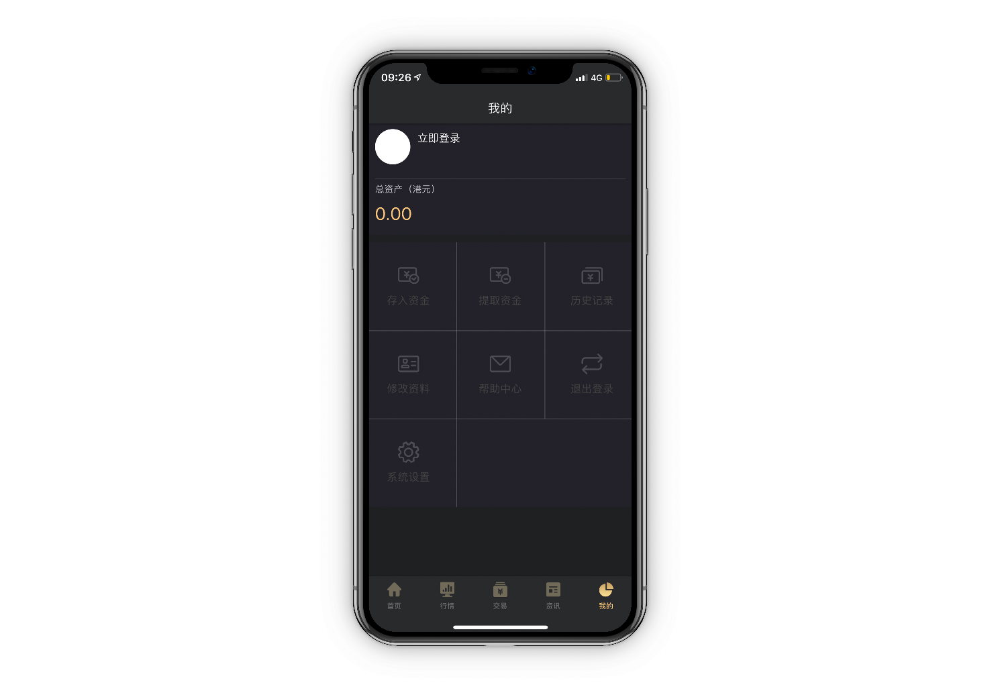 09:26
4G
我的
立即登录
总资产（港元）
0.00
存入资金
提取资金
历史记录
修改资料
帮助中心
退出登录
系统设置
首页
行情
交易
资讯
我的